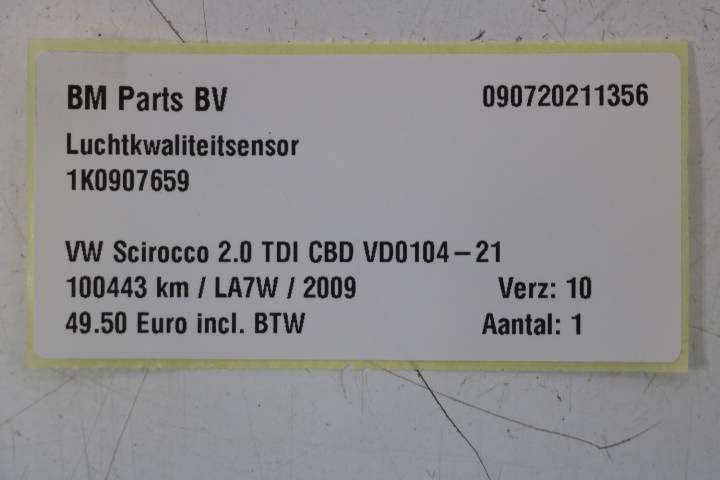 BM Parts BV 090720211356
Luchtkwaliteitsensor
1K0907659
VW Scirocco 2.0 TDI CBD VD0104-21
100443 km / LA7W / 2009 Verz: 10
49.50 Euro incl. BTW Aantal: 1